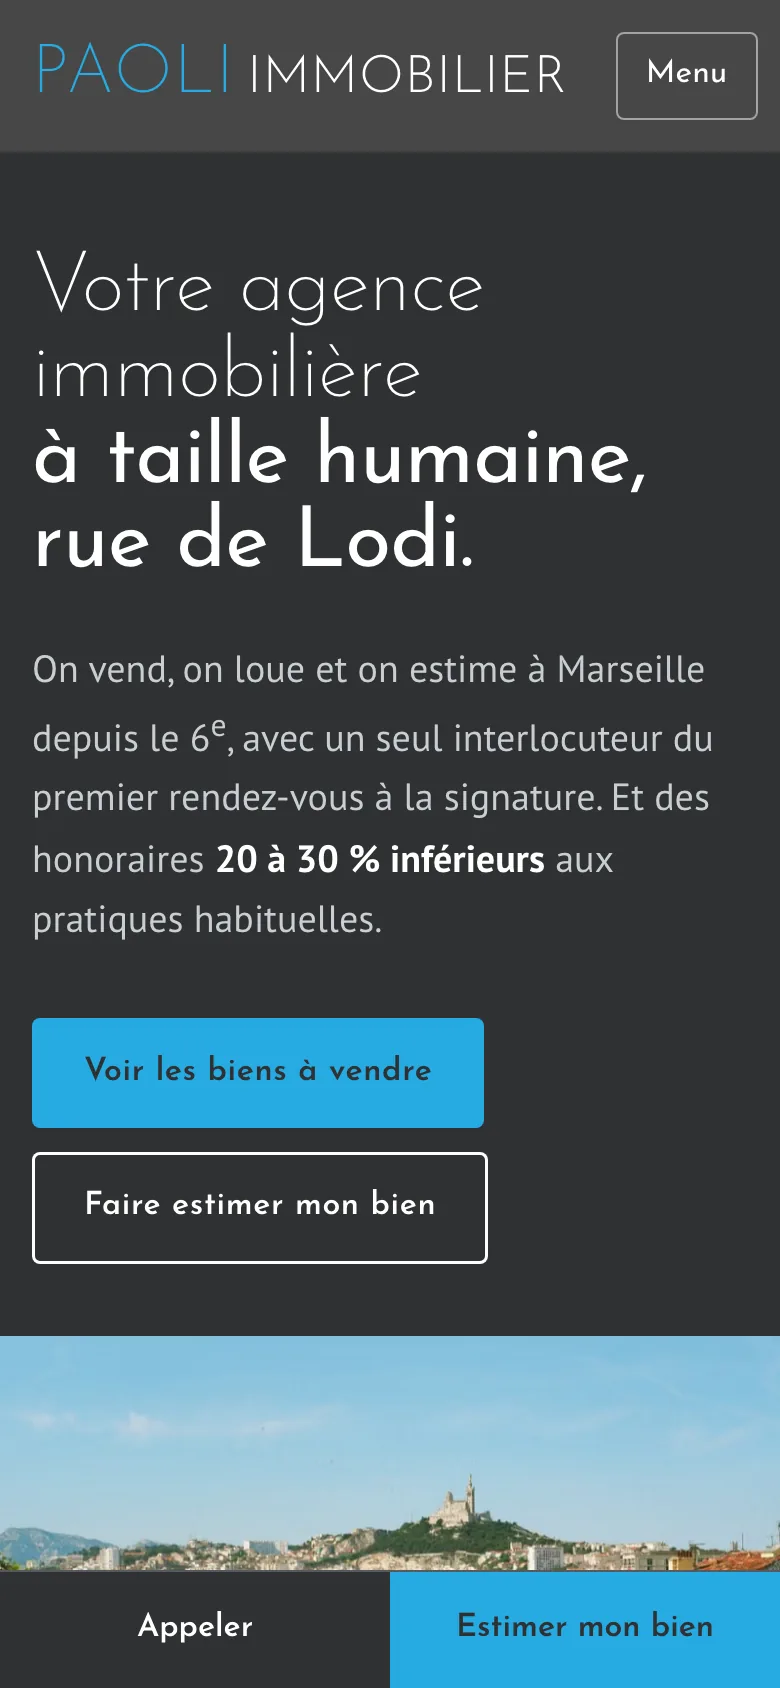 PAOLI IMMOBILIER
Menu
Votre agence
immobilière
à taille humaine,
rue de Lodi.
On vend, on loue et on estime à Marseille
depuis le 6e, avec un seul interlocuteur du
premier rendez-vous à la signature. Et des
honoraires 20 à 30 % inférieurs aux
pratiques habituelles.
Voir les biens à vendre
Faire estimer mon bien
Appeler
Estimer mon bien